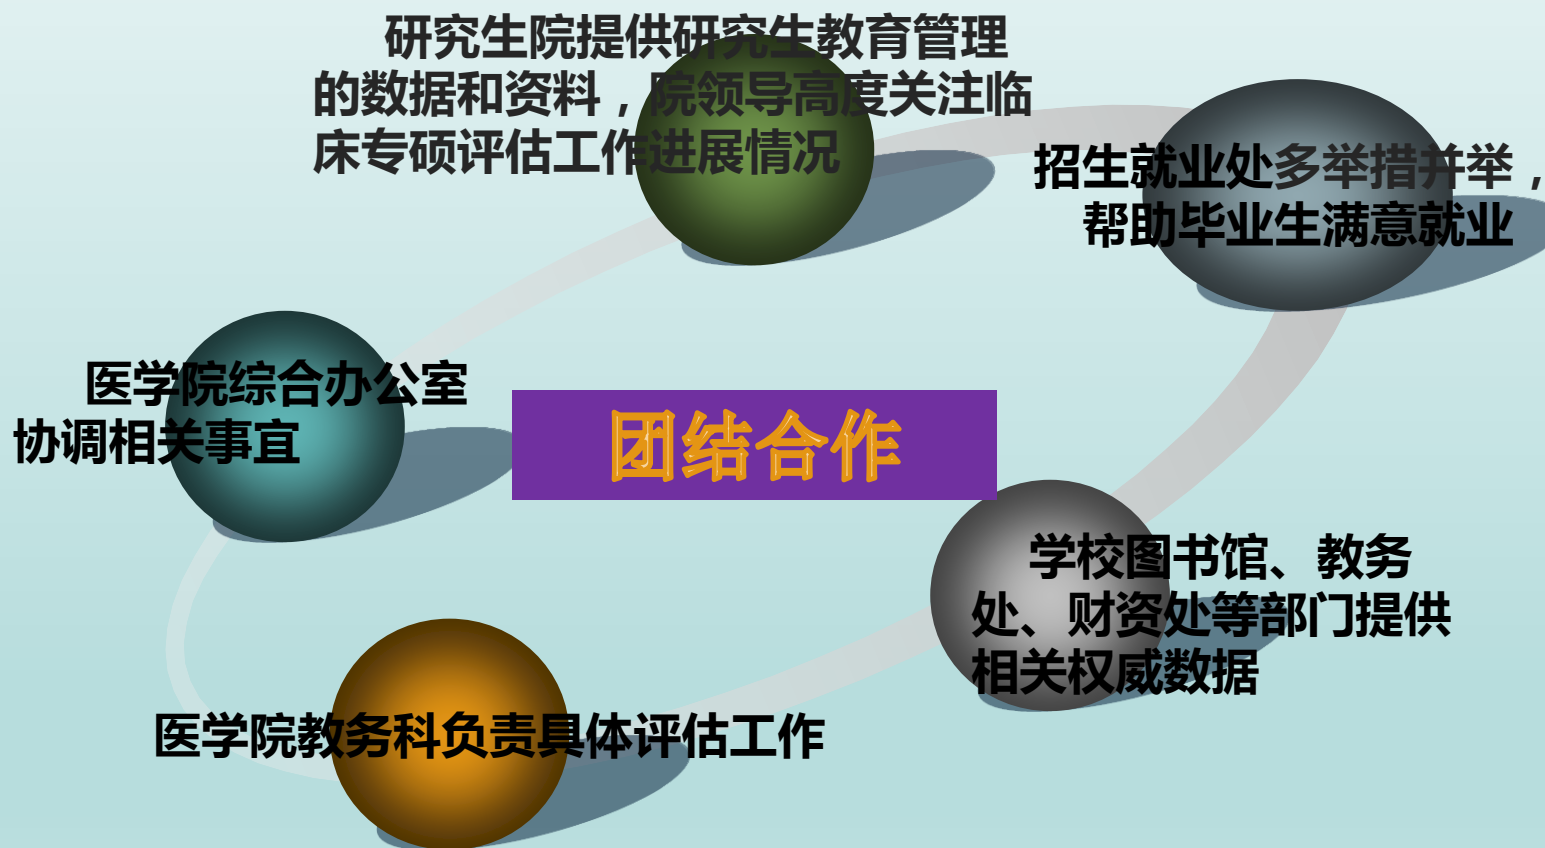 研究生院提供研究生教育管理
的数据和资料，院领导高度关注临
床专硕评估工作进展情况
招生就业处多举措并举，
帮助毕业生满意就业
医学院综合办公室
协调相关事宜
团结合作
学校图书馆、教务
处、财资处等部门提供
相关权威数据
医学院教务科负责具体评估工作